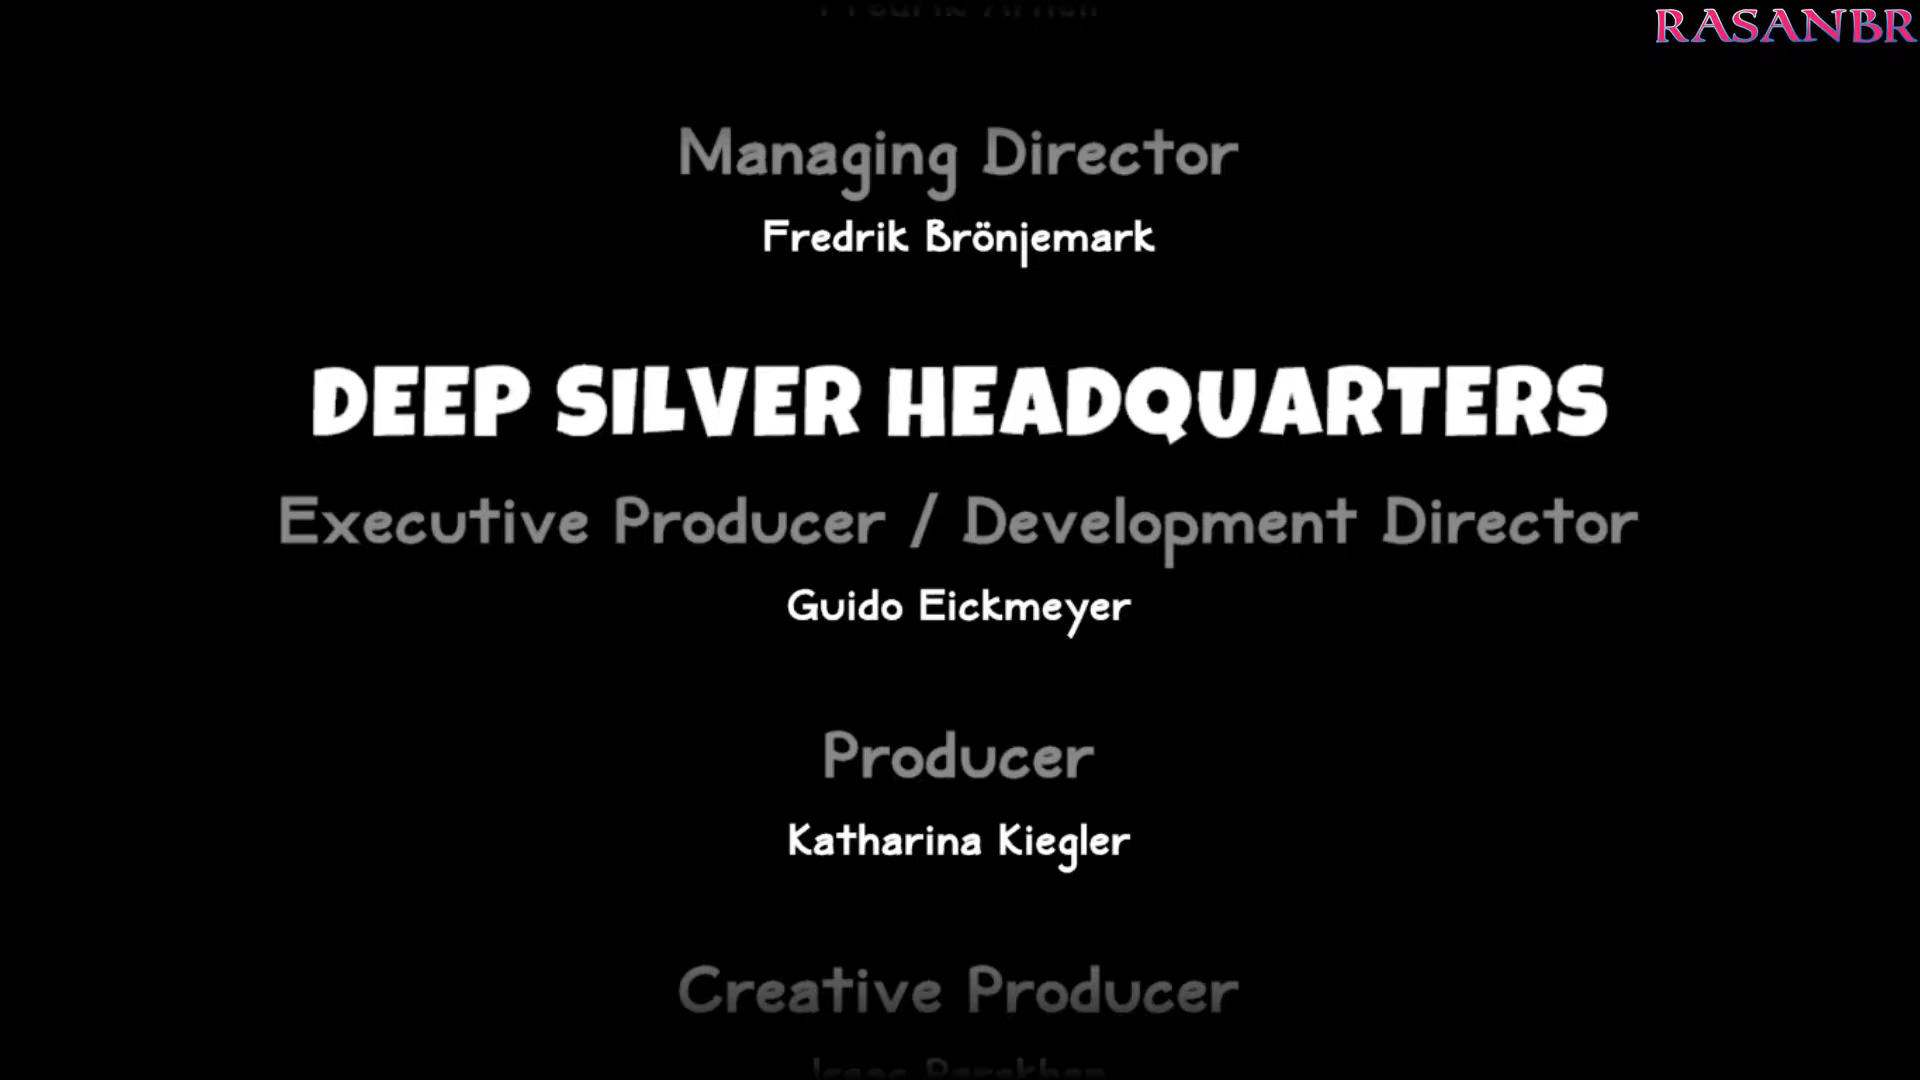 RASANBR
Managing Director
Fredrik Brönjemark
DEEP SILVER HEADQUARTERS
Executive Producer / Development Director
Guido Eickmeyer
Producer
Katharina Kiegler
Creative Producer